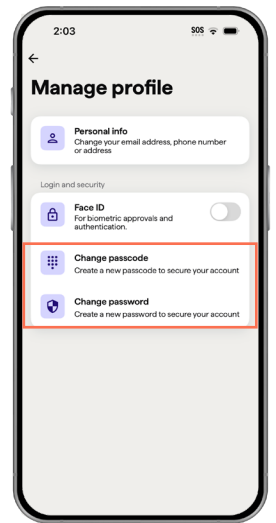 2:03
SOS
Manage profile
Personal info
Change your email address, phone number
or address
Login and security
Face ID
For biometric approvals and
authentication.
Change passcode
Create a new passcode to secure your account
Change password
Create a new password to secure your account